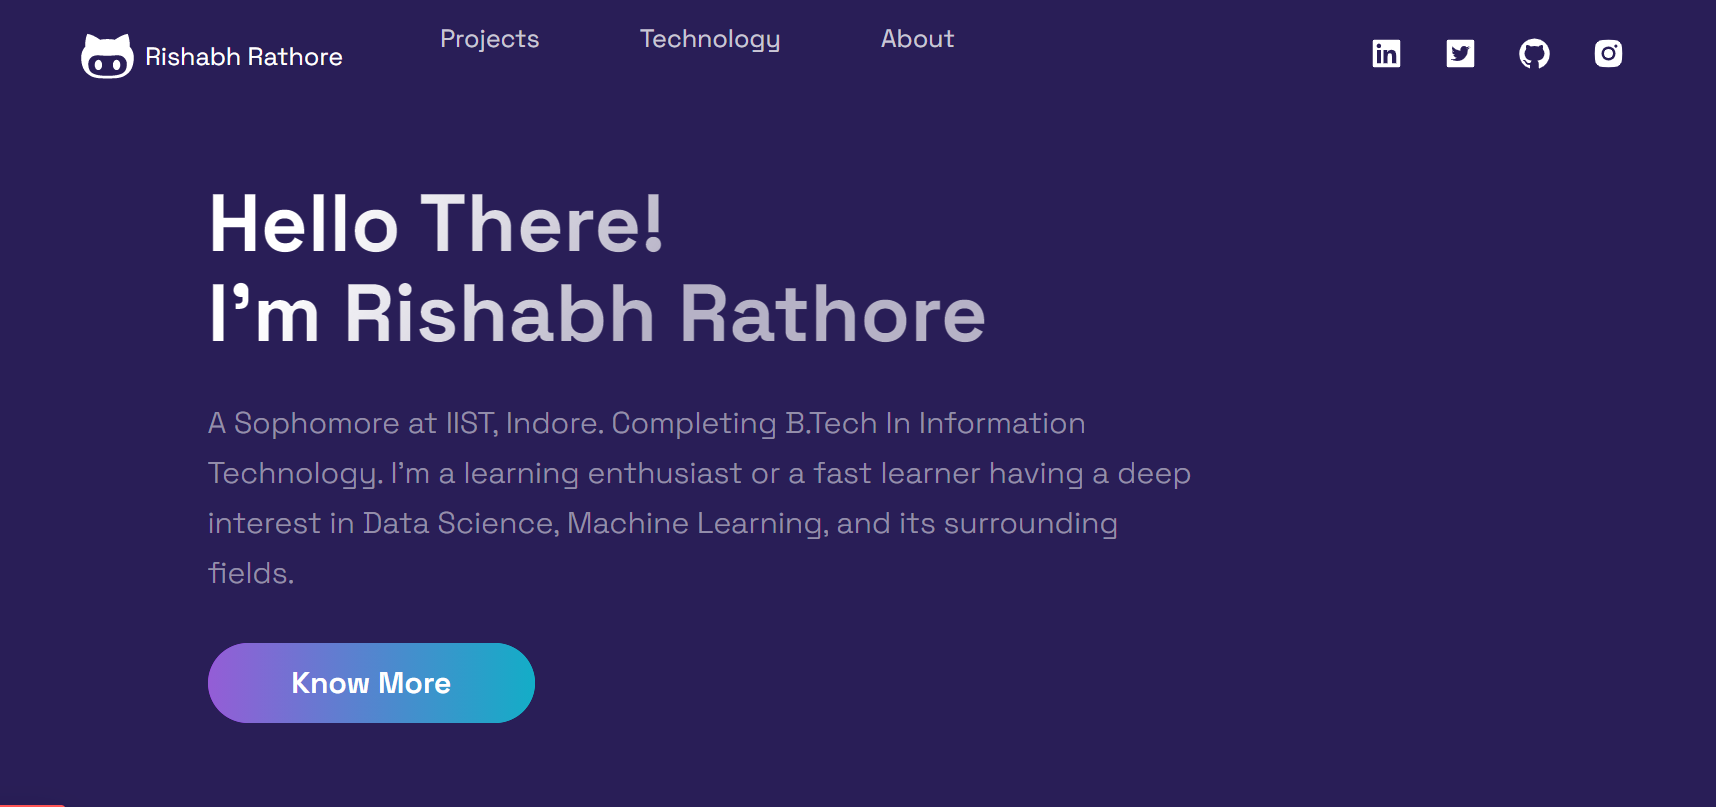 Rishabh Rathore
Projects
Technology
About
Hello There!
I'm Rishabh Rathore
A Sophomore at IIST, Indore. Completing B.Tech In Information
Technology. I'm a learning enthusiast or a fast learner having a deep
interest in Data Science, Machine Learning, and its surrounding
fields.
Know More